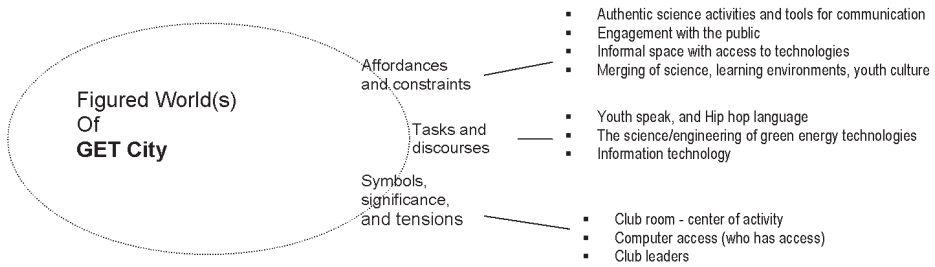 Figured World(s)
Of
GET City
Affordances
and constraints
▪ Authentic science activities and tools for communication
▪ Engagement with the public
▪ Informal space with access to technologies
▪ Merging of science, learning environments, youth culture
Tasks and
discourses
▪ Youth speak, and Hip hop language
▪ The science/engineering of green energy technologies
▪ Information technology
Symbols,
significance,
and tensions
▪ Club room - center of activity
▪ Computer access (who has access)
▪ Club leaders